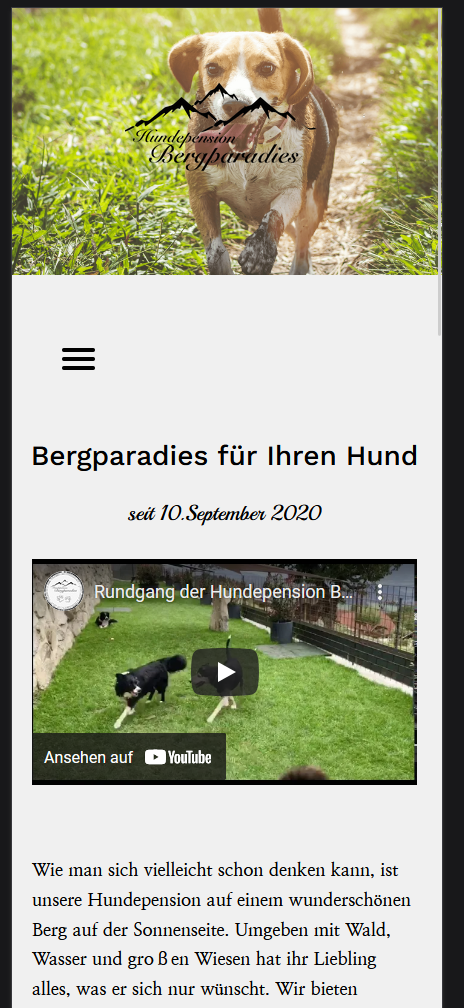 Hundepension
Bergparadies
Bergparadies für Ihren Hund
seit 10.September 2020
Rundgang der Hundepension B...
Ansehen auf YouTube
Wie man sich vielleicht schon denken kann, ist
unsere Hundepension auf einem wunderschönen
Berg auf der Sonnenseite. Umgeben mit Wald,
Wasser und gro ß en Wiesen hat ihr Liebling
alles, was er sich nur wünscht. Wir bieten